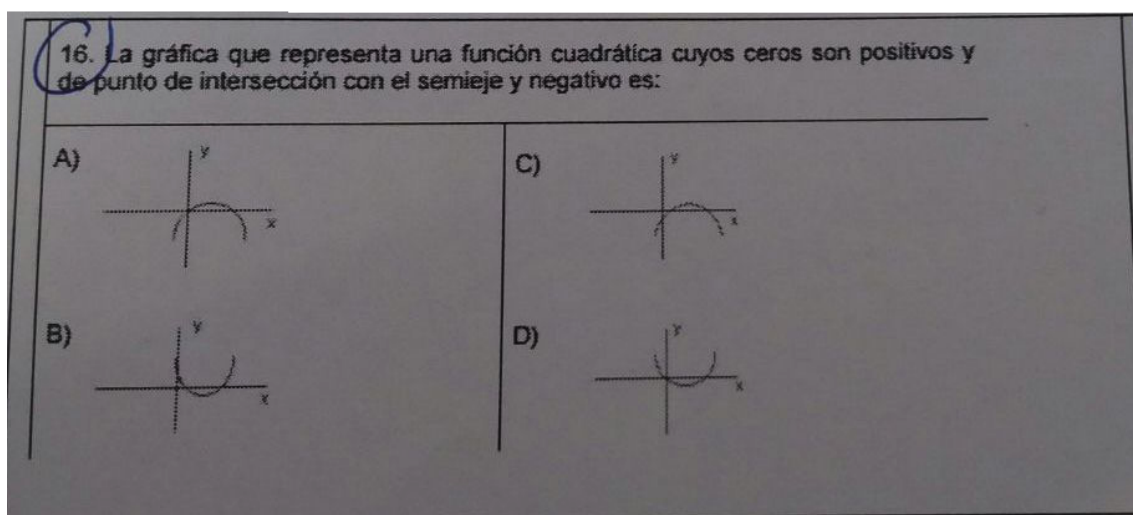 16. La gráfica que representa una función cuadrática cuyos ceros son positivos y
de punto de intersección con el semieje y negativo es:
A)
y
x
C)
y
x
B)
y
x
D)
y
x